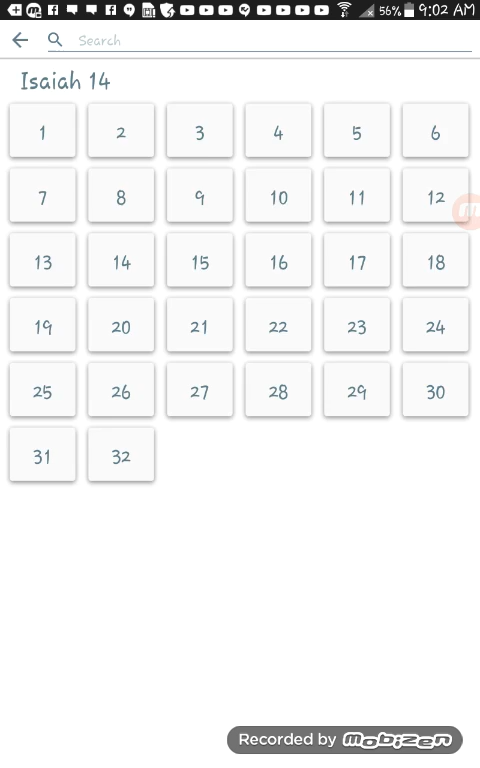 56% 9:02 AM
Search
Isaiah 14
1 2 3 4 5 6
7 8 9 10 11 12
13 14 15 16 17 18
19 20 21 22 23 24
25 26 27 28 29 30
31 32
Recorded by Mobizen